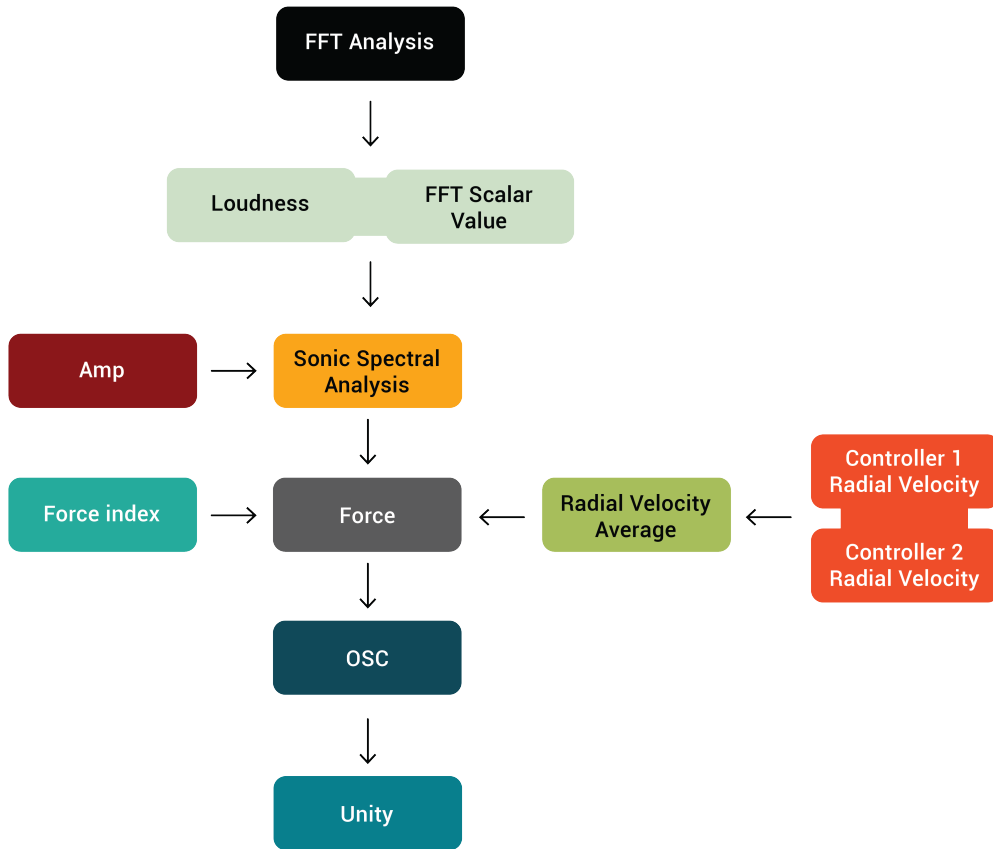 FFT Analysis
Loudness
FFT Scalar
Value
Amp
Sonic Spectral
Analysis
Force index
Force
Radial Velocity
Average
Controller 1
Radial Velocity
Controller 2
Radial Velocity
OSC
Unity